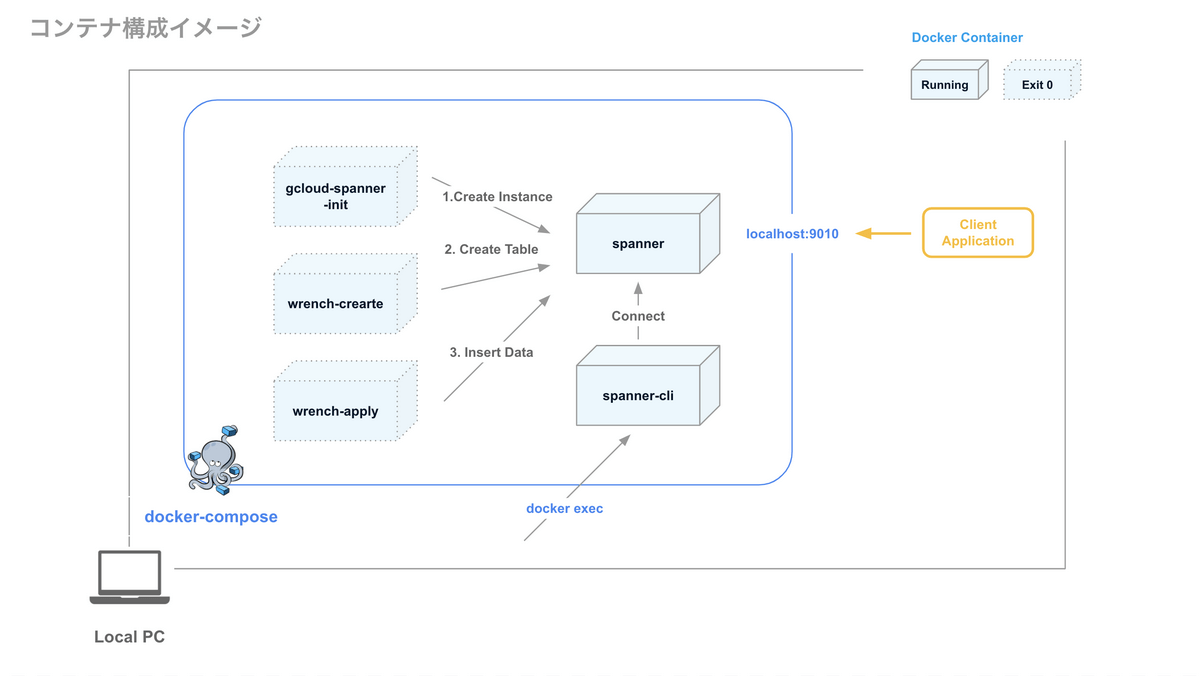 コンテナ構成イメージ
Docker Container
Running
Exit 0
gcloud-spanner
-init
1.Create Instance
spanner
localhost:9010
Client
Application
2. Create Table
wrench-crearte
Connect
3. Insert Data
wrench-apply
spanner-cli
docker exec
docker-compose
Local PC